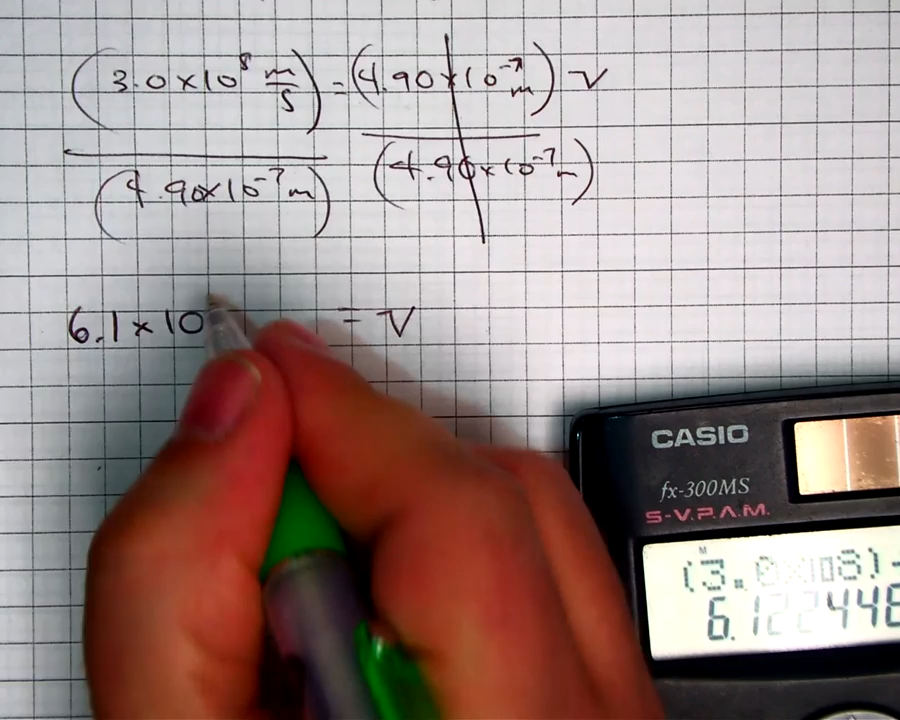 (3.0×10⁸ m/s) = (4.90×10⁻⁷ m) ν
(4.90×10⁻⁷ m) (4.90×10⁻⁷ m)
6.1×10 = ν
CASIO
fx-300MS
S-V.P.A.M.
M
(3.0×108)
6.122448